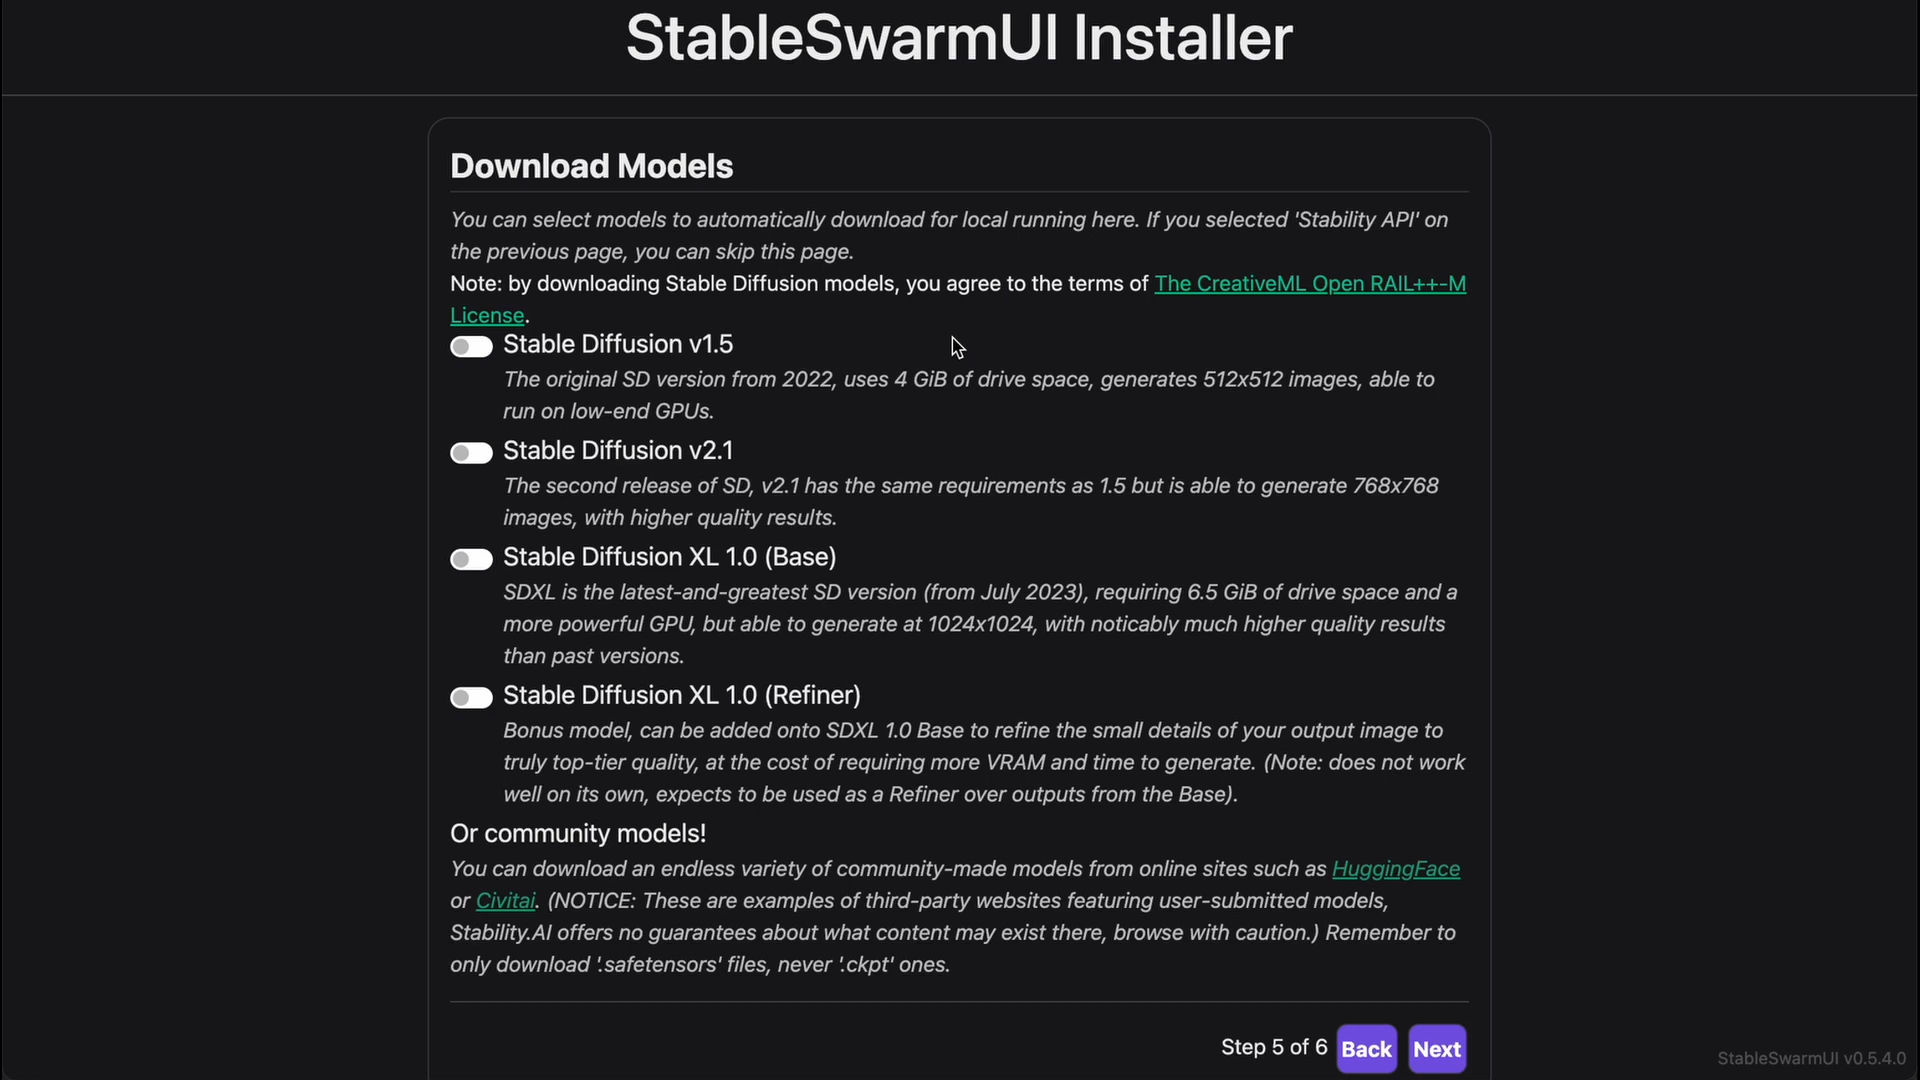 StableSwarmUI Installer
Download Models
You can select models to automatically download for local running here. If you selected 'Stability API' on
the previous page, you can skip this page.
Note: by downloading Stable Diffusion models, you agree to the terms of The CreativeML Open RAIL++-M
License.
Stable Diffusion v1.5
The original SD version from 2022, uses 4 GiB of drive space, generates 512x512 images, able to
run on low-end GPUs.
Stable Diffusion v2.1
The second release of SD, v2.1 has the same requirements as 1.5 but is able to generate 768x768
images, with higher quality results.
Stable Diffusion XL 1.0 (Base)
SDXL is the latest-and-greatest SD version (from July 2023), requiring 6.5 GiB of drive space and a
more powerful GPU, but able to generate at 1024x1024, with noticably much higher quality results
than past versions.
Stable Diffusion XL 1.0 (Refiner)
Bonus model, can be added onto SDXL 1.0 Base to refine the small details of your output image to
truly top-tier quality, at the cost of requiring more VRAM and time to generate. (Note: does not work
well on its own, expects to be used as a Refiner over outputs from the Base).
Or community models!
You can download an endless variety of community-made models from online sites such as HuggingFace
or Civitai. (NOTICE: These are examples of third-party websites featuring user-submitted models,
Stability.AI offers no guarantees about what content may exist there, browse with caution.) Remember to
only download '.safetensors' files, never '.ckpt' ones.
Step 5 of 6 Back Next
StableSwarmUI v0.5.4.0